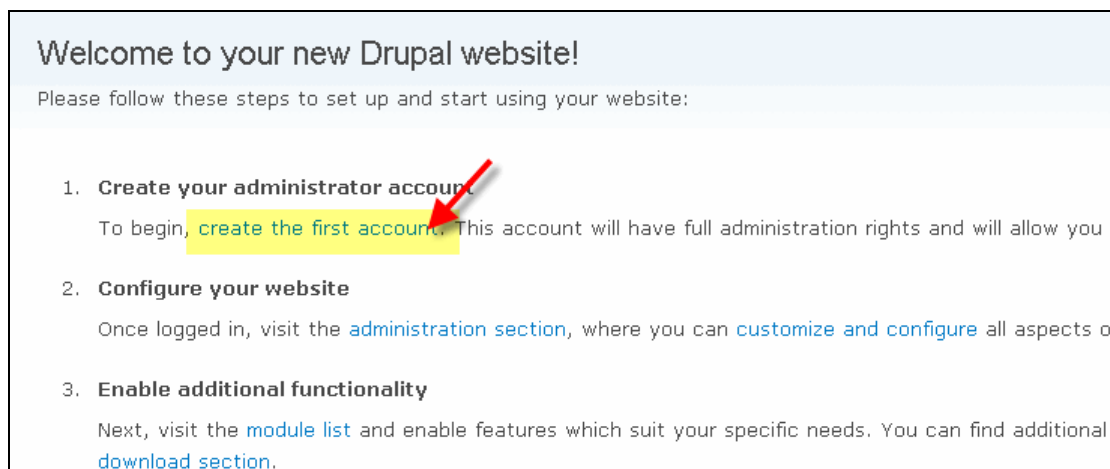 Welcome to your new Drupal website!
Please follow these steps to set up and start using your website:
1. Create your administrator account
To begin, create the first account. This account will have full administration rights and will allow you
2. Configure your website
Once logged in, visit the administration section, where you can customize and configure all aspects o
3. Enable additional functionality
Next, visit the module list and enable features which suit your specific needs. You can find additional
download section.